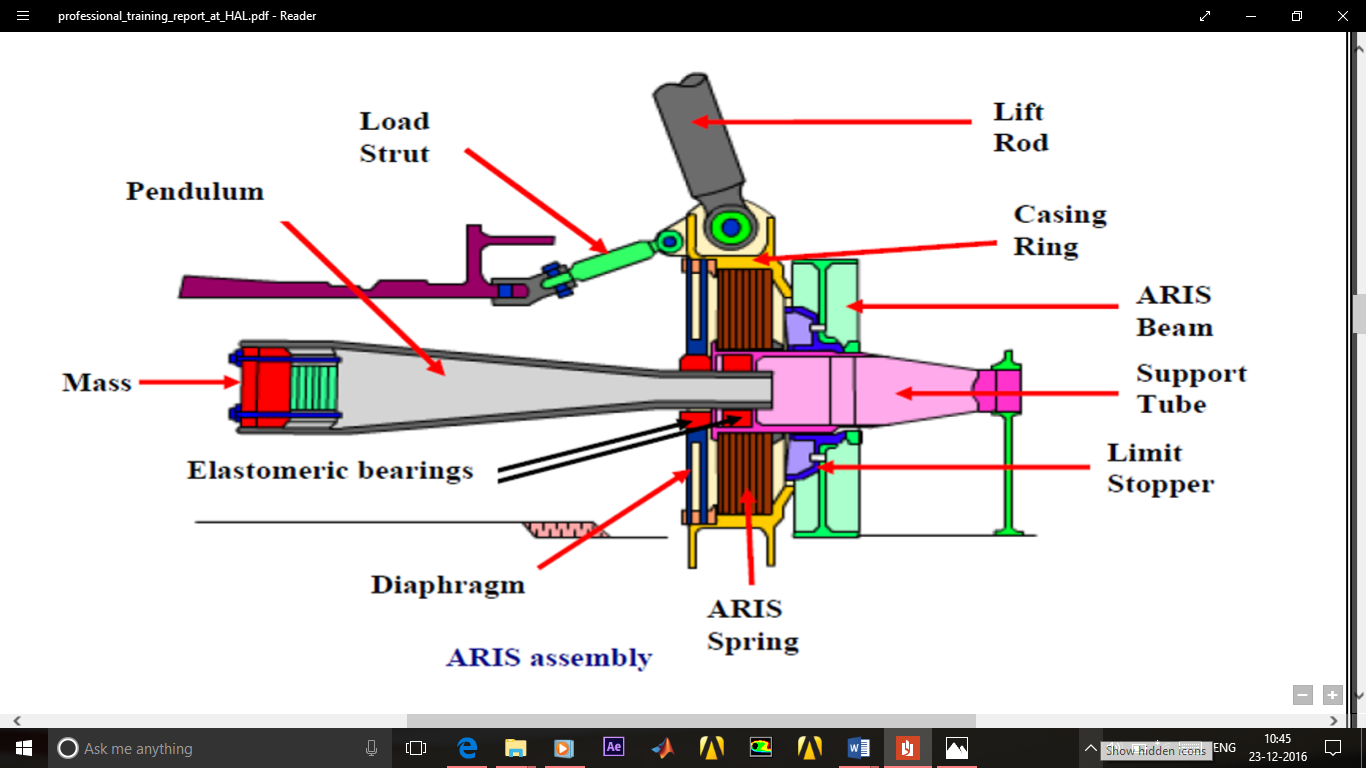 professional_training_report_at_HAL.pdf - Reader
Load
Strut
Lift
Rod
Pendulum
Casing
Ring
ARIS
Beam
Mass
Support
Tube
Elastomeric bearings
Limit
Stopper
Diaphragm
ARIS
Spring
ARIS assembly
Ask me anything
Ae
ENG
10:45
23-12-2016
Show hidden icons